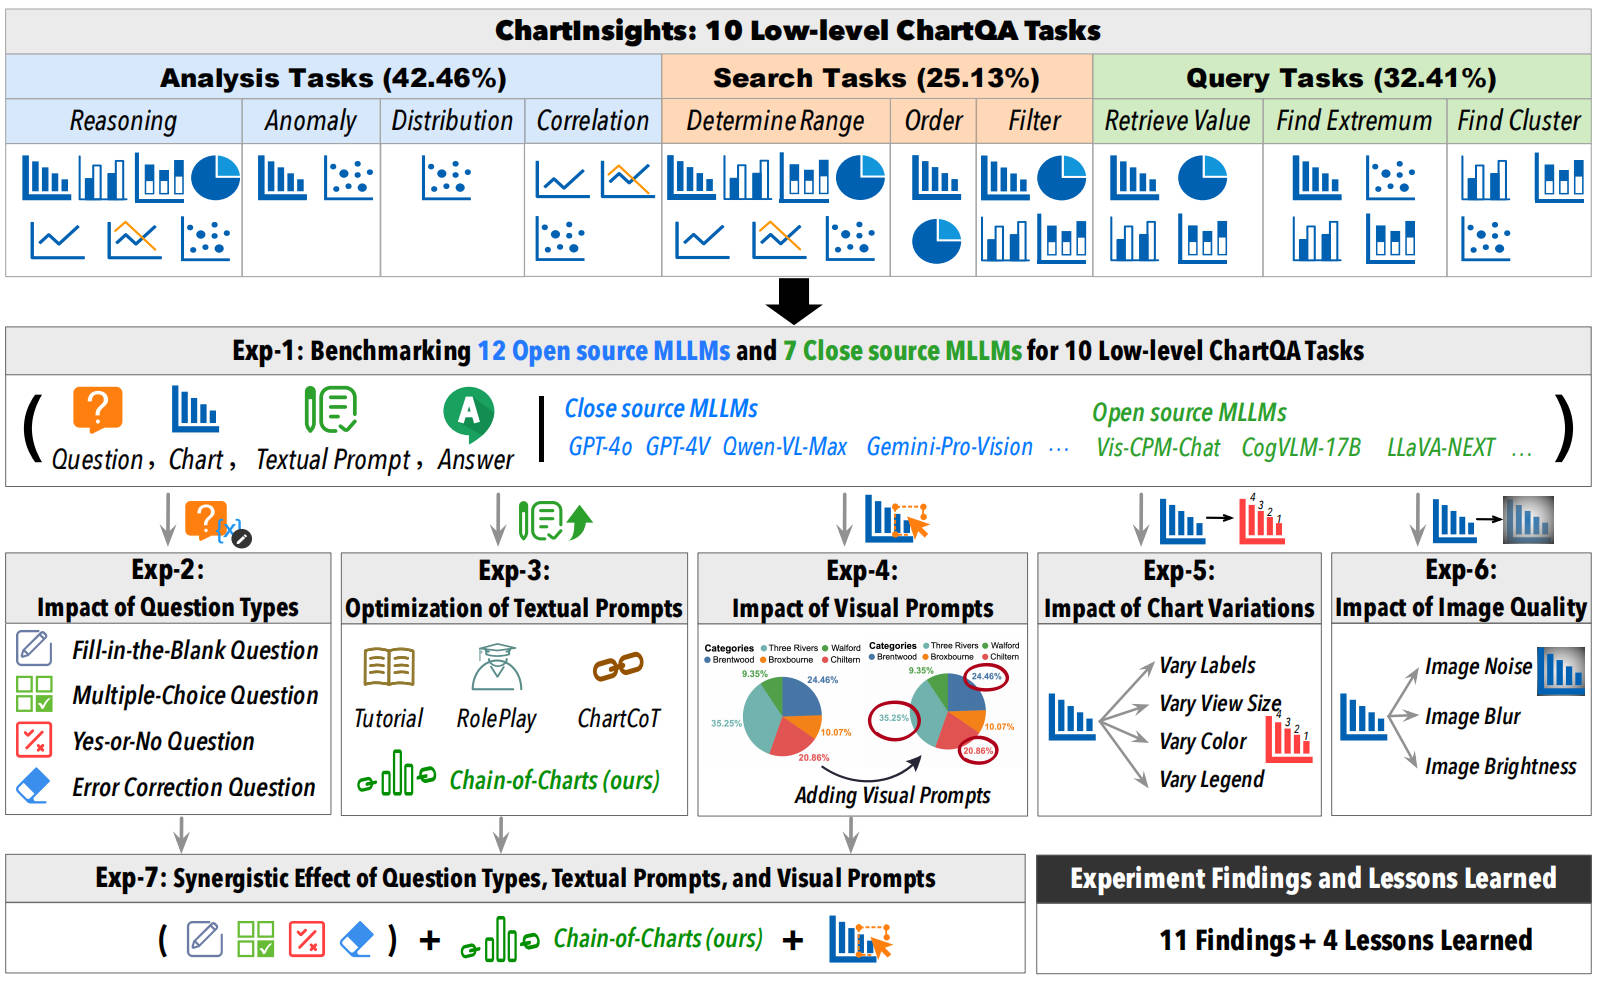 ChartInsights: 10 Low-level ChartQA Tasks
Analysis Tasks (42.46%)
Search Tasks (25.13%)
Query Tasks (32.41%)
Reasoning
Anomaly
Distribution
Correlation
Determine Range
Order
Filter
Retrieve Value
Find Extremum
Find Cluster
Exp-1: Benchmarking 12 Open source MLLMs and 7 Close source MLLMs for 10 Low-level ChartQA Tasks
( ? A
Question, Chart, Textual Prompt, Answer
Close source MLLMs
GPT-4o GPT-4V Qwen-VL-Max Gemini-Pro-Vision ...
Open source MLLMs
Vis-CPM-Chat CogVLM-17B LLaVA-NEXT ... )
? {x}
4 3 2 1
Exp-2:
Impact of Question Types
Fill-in-the-Blank Question
Multiple-Choice Question
Yes-or-No Question
Error Correction Question
Exp-3:
Optimization of Textual Prompts
Tutorial
RolePlay
ChartCoT
Chain-of-Charts (ours)
Exp-4:
Impact of Visual Prompts
Categories Three Rivers Walford
Brentwood Broxbourne Chiltern
9.35%
24.46%
35.25%
10.07%
20.86%
Categories Three Rivers Walford
Brentwood Broxbourne Chiltern
9.35%
24.46%
35.25%
10.07%
20.86%
Adding Visual Prompts
Exp-5:
Impact of Chart Variations
Vary Labels
Vary View Size
Vary Color
Vary Legend
4 3 2 1
Exp-6:
Impact of Image Quality
Image Noise
Image Blur
Image Brightness
Exp-7: Synergistic Effect of Question Types, Textual Prompts, and Visual Prompts
( ) + Chain-of-Charts (ours) +
Experiment Findings and Lessons Learned
11 Findings + 4 Lessons Learned